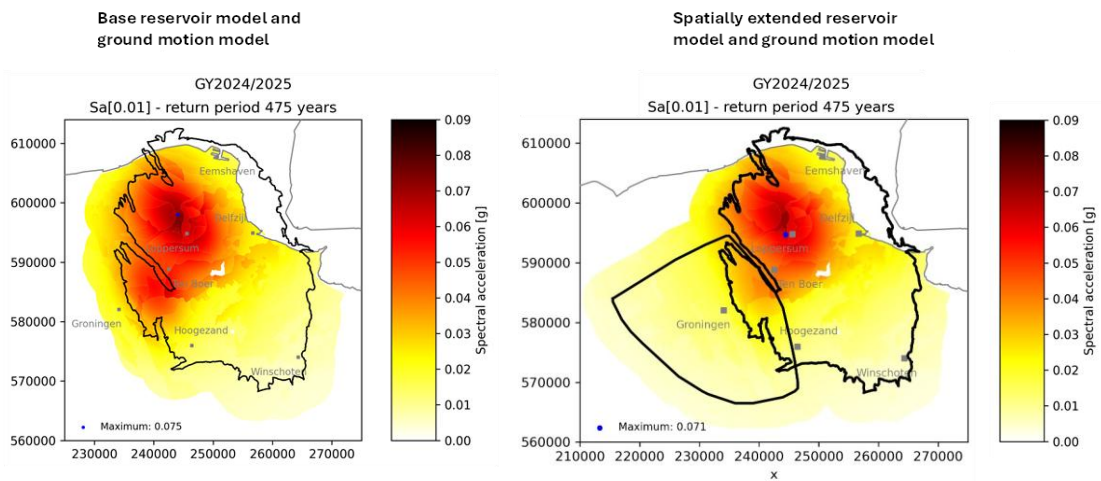 Base reservoir model and
ground motion model
Spatially extended reservoir
model and ground motion model
GY2024/2025
Sa[0.01] - return period 475 years
610000
600000
590000
580000
570000
560000
230000
240000
250000
260000
270000
Eemshaven
Delfzijl
Loppersum
Ten Boer
Groningen
Hoogezand
Winschoten
Maximum: 0.075
0.09
0.08
0.07
0.06
0.05
0.04
0.03
0.02
0.01
0.00
Spectral acceleration [g]
GY2024/2025
Sa[0.01] - return period 475 years
610000
600000
590000
580000
570000
560000
210000
220000
230000
240000
250000
260000
270000
x
Eemshaven
Delfzijl
Loppersum
Ten Boer
Groningen
Hoogezand
Winschoten
Maximum: 0.071
0.09
0.08
0.07
0.06
0.05
0.04
0.03
0.02
0.01
0.00
Spectral acceleration [g]